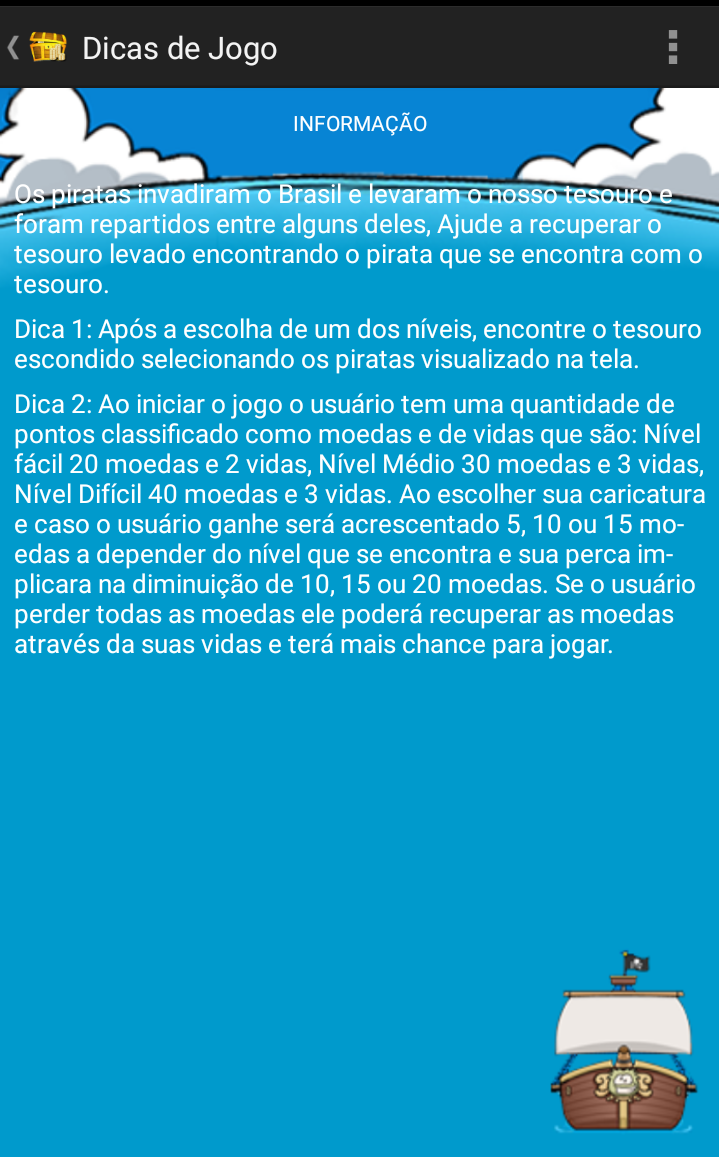 Dicas de Jogo
INFORMAÇÃO
Os piratas invadiram o Brasil e levaram o nosso tesouro e
foram repartidos entre alguns deles, Ajude a recuperar o
tesouro levado encontrando o pirata que se encontra com o
tesouro.
Dica 1: Após a escolha de um dos níveis, encontre o tesouro
escondido selecionando os piratas visualizado na tela.
Dica 2: Ao iniciar o jogo o usuário tem uma quantidade de
pontos classificado como moedas e de vidas que são: Nível
fácil 20 moedas e 2 vidas, Nível Médio 30 moedas e 3 vidas,
Nível Difícil 40 moedas e 3 vidas. Ao escolher sua caricatura
e caso o usuário ganhe será acrescentado 5, 10 ou 15 mo-
edas a depender do nível que se encontra e sua perca im-
plicara na diminuição de 10, 15 ou 20 moedas. Se o usuário
perder todas as moedas ele poderá recuperar as moedas
através da suas vidas e terá mais chance para jogar.